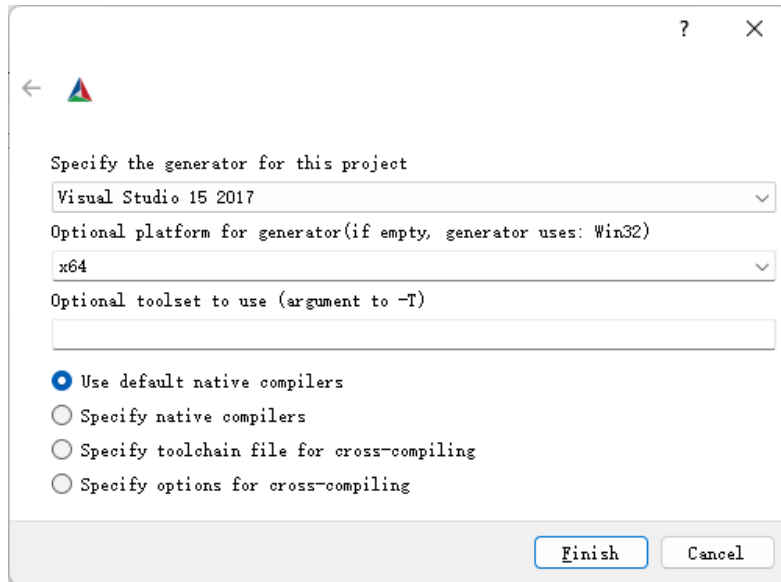 ?
Specify the generator for this project
Visual Studio 15 2017
Optional platform for generator(if empty, generator uses: Win32)
x64
Optional toolset to use (argument to -T)
Use default native compilers
Specify native compilers
Specify toolchain file for cross-compiling
Specify options for cross-compiling
Finish
Cancel